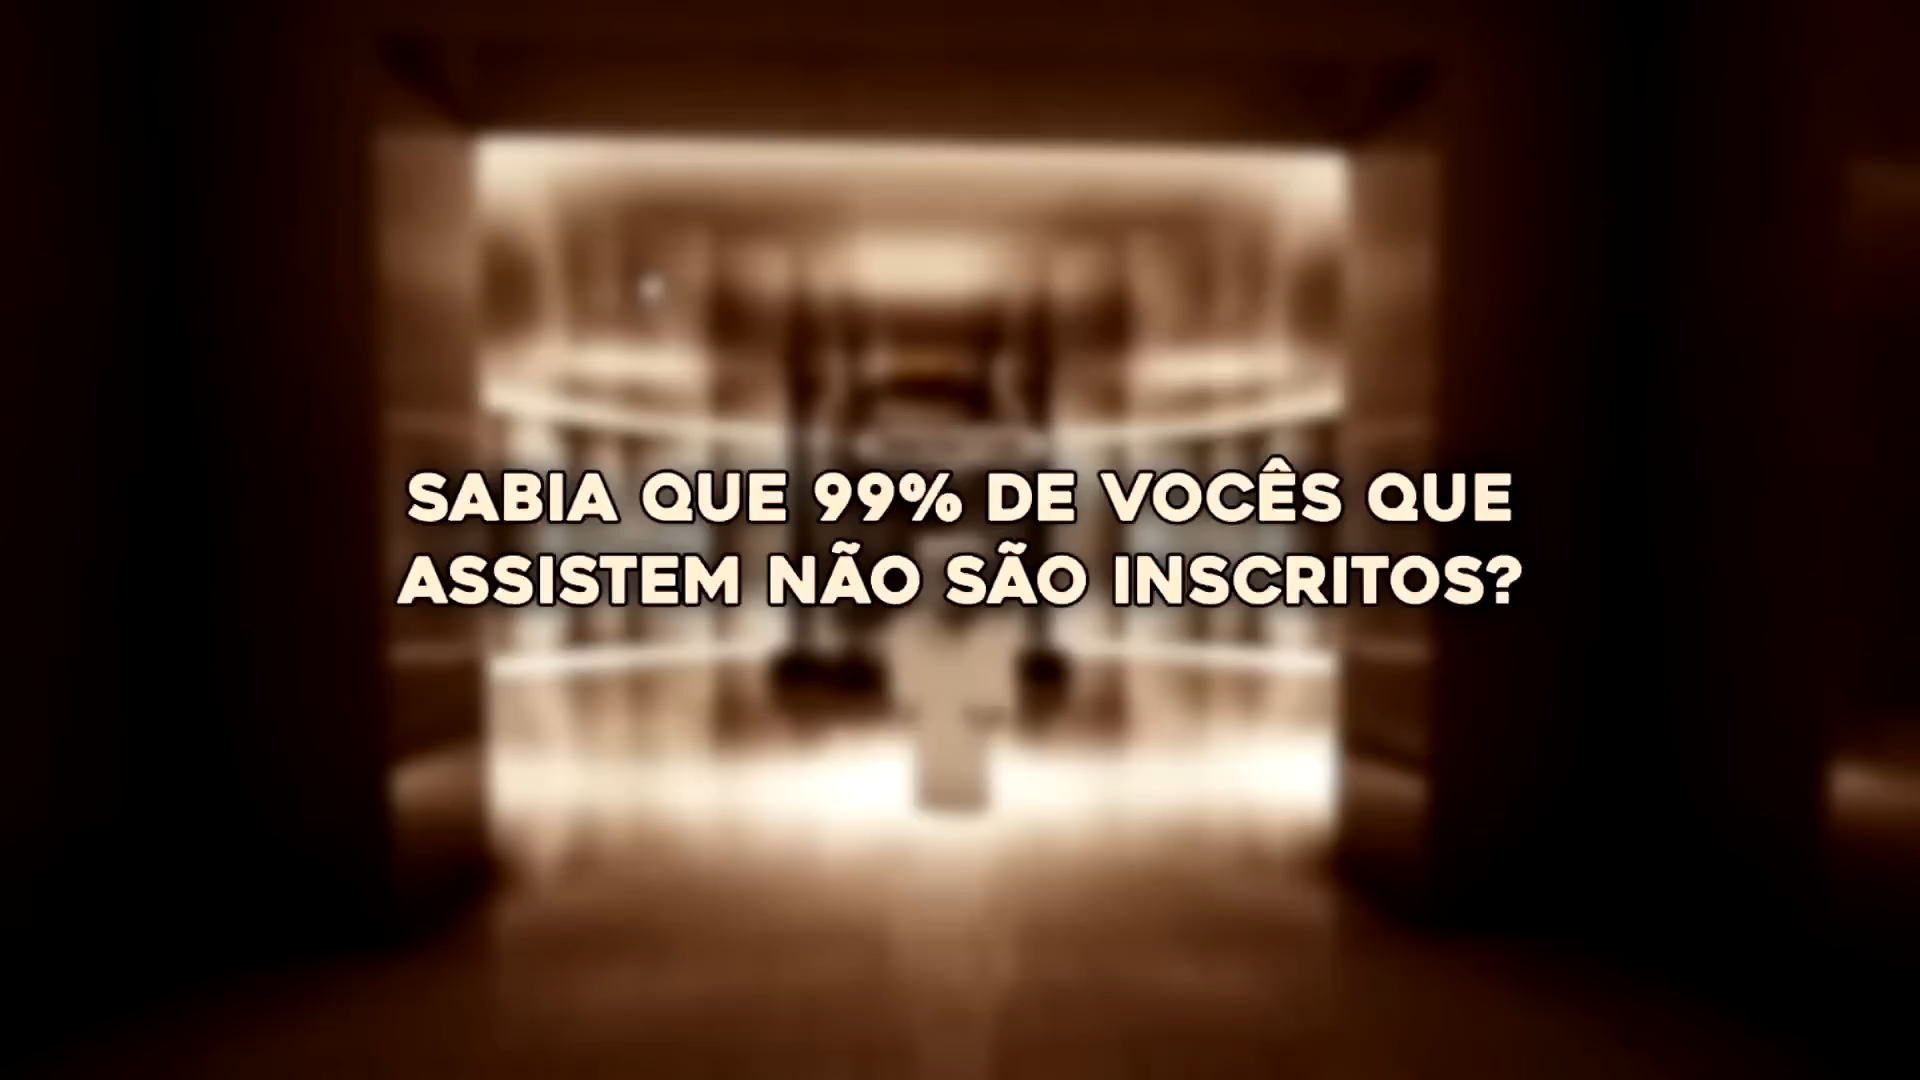 SABIA QUE 99% DE VOCÊS QUE
ASSISTEM NÃO SÃO INSCRITOS?